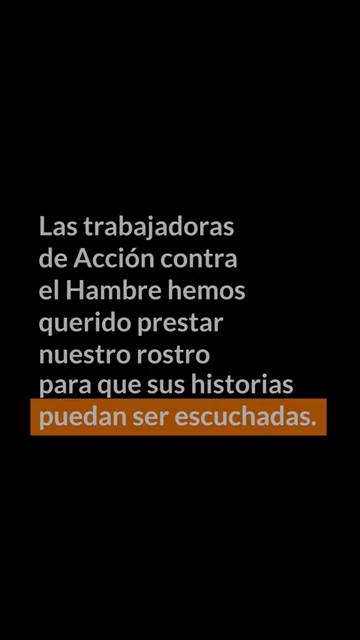 Las trabajadoras
de Acción contra
el Hambre hemos
querido prestar
nuestro rostro
para que sus historias
puedan ser escuchadas.